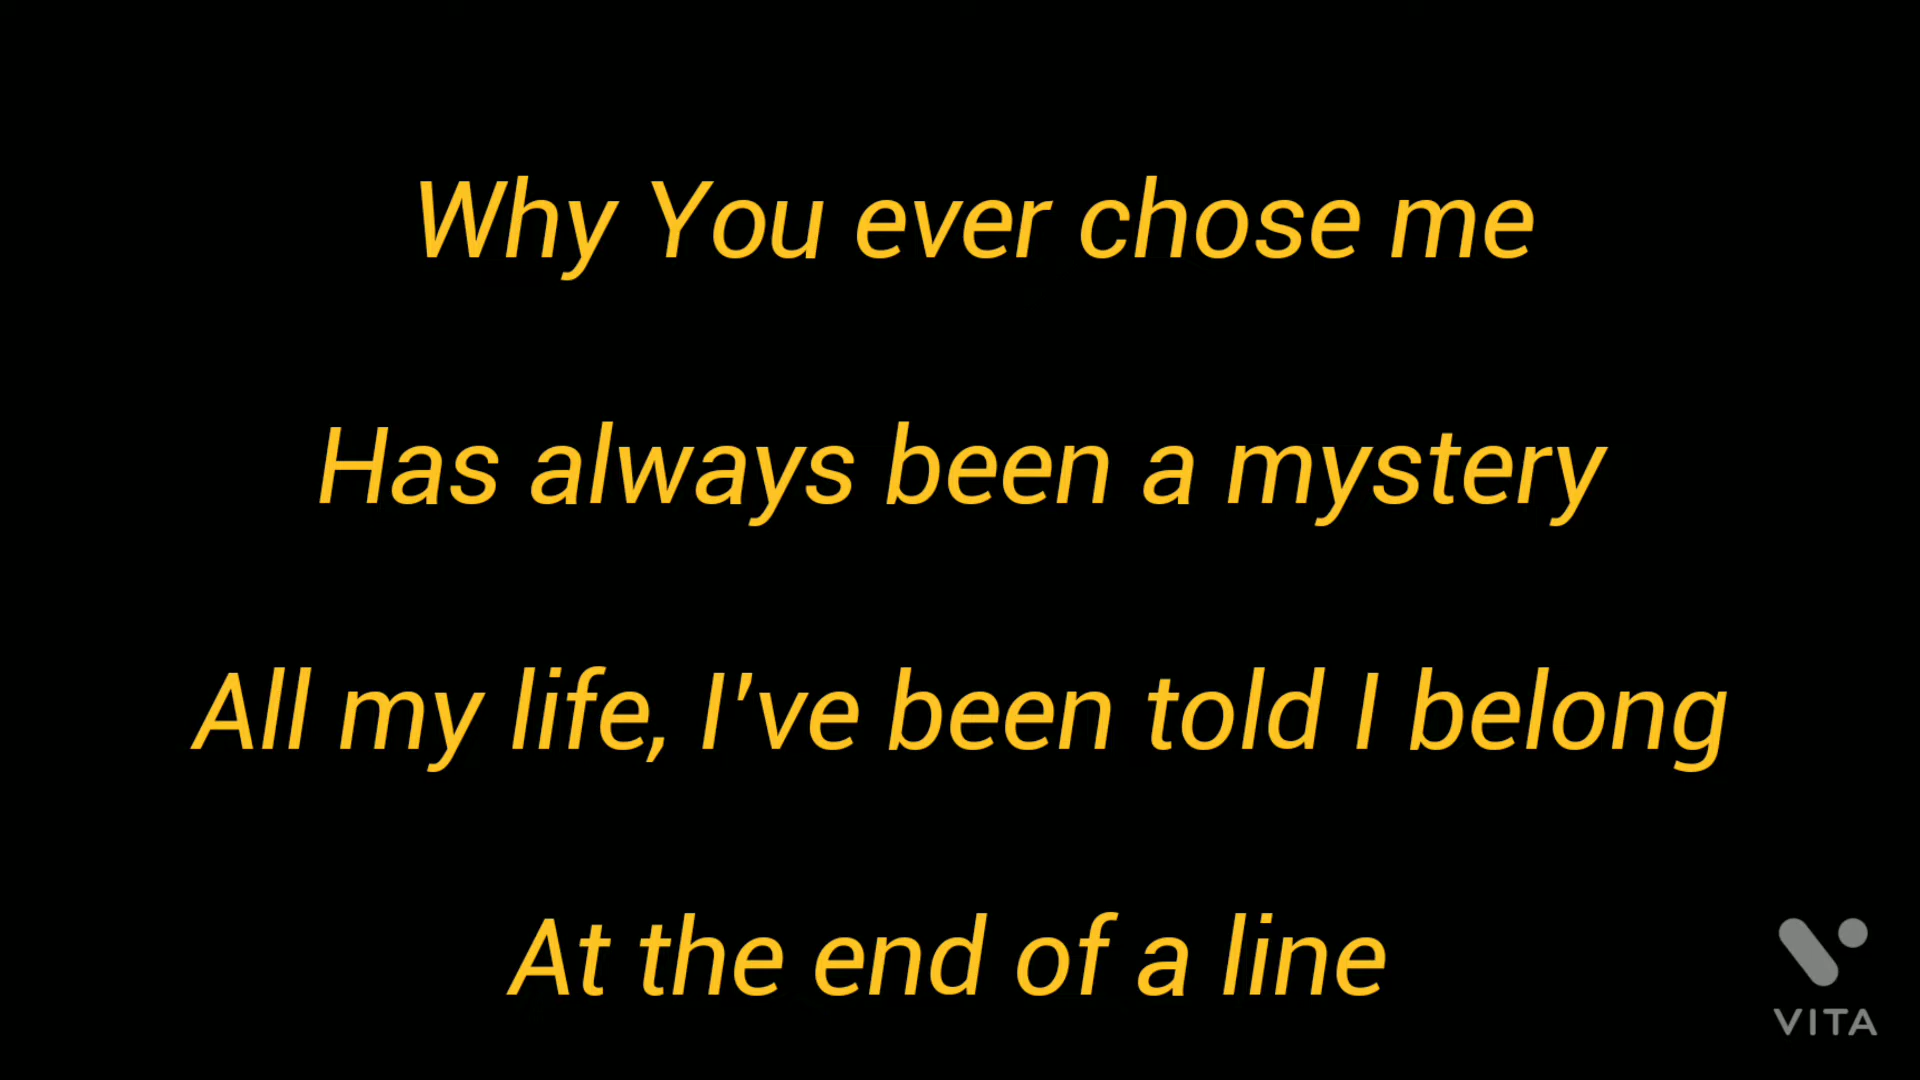 Why You ever chose me
Has always been a mystery
All my life, I've been told I belong
At the end of a line
VITA